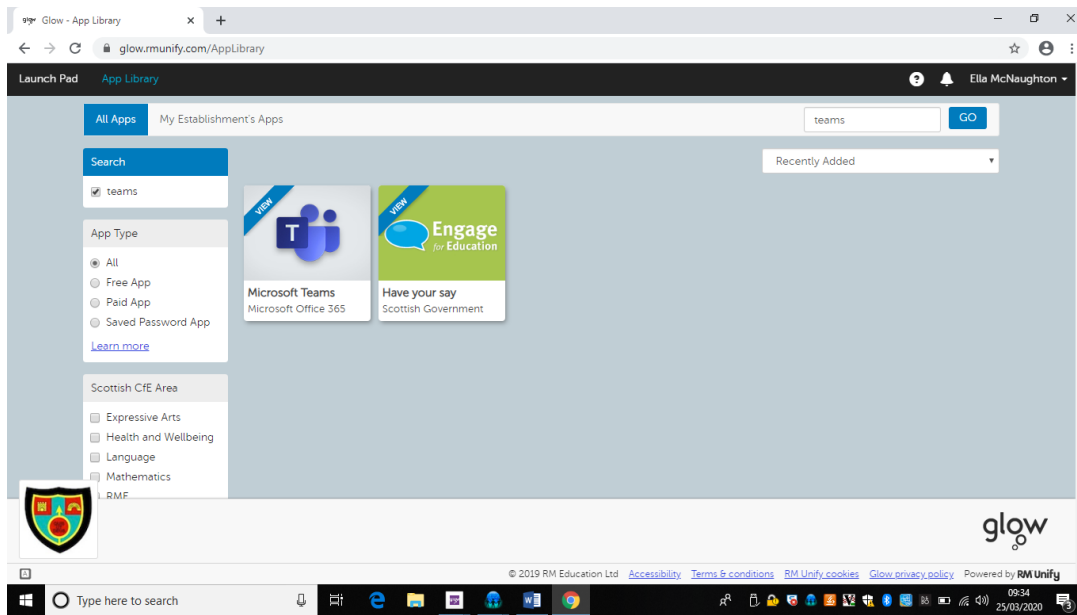 glow Glow - App Library
glow.rmunify.com/AppLibrary
Launch Pad App Library Ella McNaughton
All Apps My Establishment's Apps teams GO
Search Recently Added
teams
App Type
All
Free App
Paid App
Saved Password App
Learn more
VIEW VIEW
T
Engage
for Education
Microsoft Teams Have your say
Microsoft Office 365 Scottish Government
Scottish CfE Area
Expressive Arts
Health and Wellbeing
Language
Mathematics
RME
glow
© 2019 RM Education Ltd Accessibility Terms & conditions RM Unify cookies Glow privacy policy Powered by RM Unify
Type here to search
09:34
25/03/2020